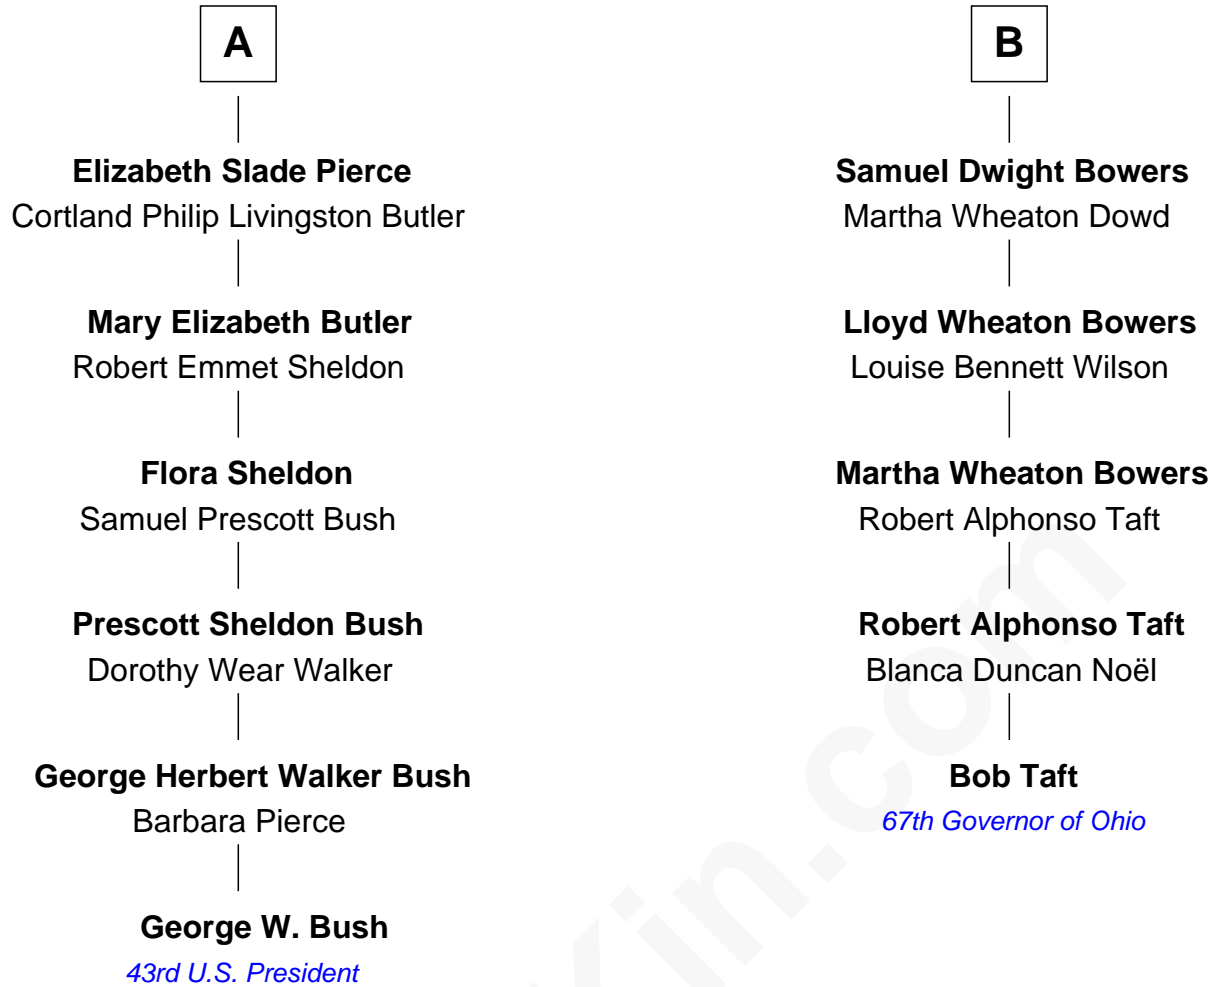 A
Elizabeth Slade Pierce
Cortland Philip Livingston Butler
Mary Elizabeth Butler
Robert Emmet Sheldon
Flora Sheldon
Samuel Prescott Bush
Prescott Sheldon Bush
Dorothy Wear Walker
George Herbert Walker Bush
Barbara Pierce
George W. Bush
43rd U.S. President
B
Samuel Dwight Bowers
Martha Wheaton Dowd
Lloyd Wheaton Bowers
Louise Bennett Wilson
Martha Wheaton Bowers
Robert Alphonso Taft
Robert Alphonso Taft
Blanca Duncan Noël
Bob Taft
67th Governor of Ohio